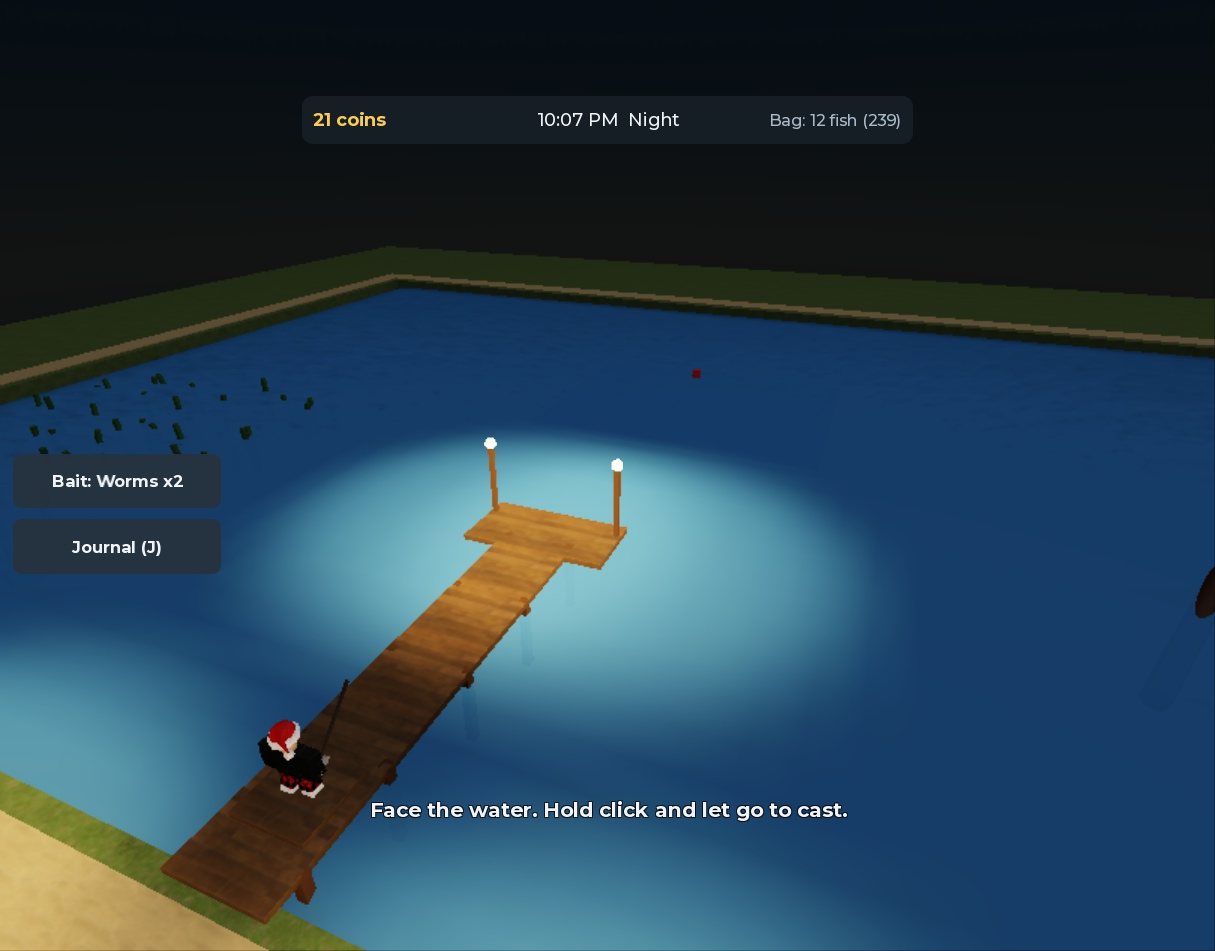 21 coins
10:07 PM  Night
Bag: 12 fish (239)
Bait: Worms x2
Journal (J)
Face the water. Hold click and let go to cast.